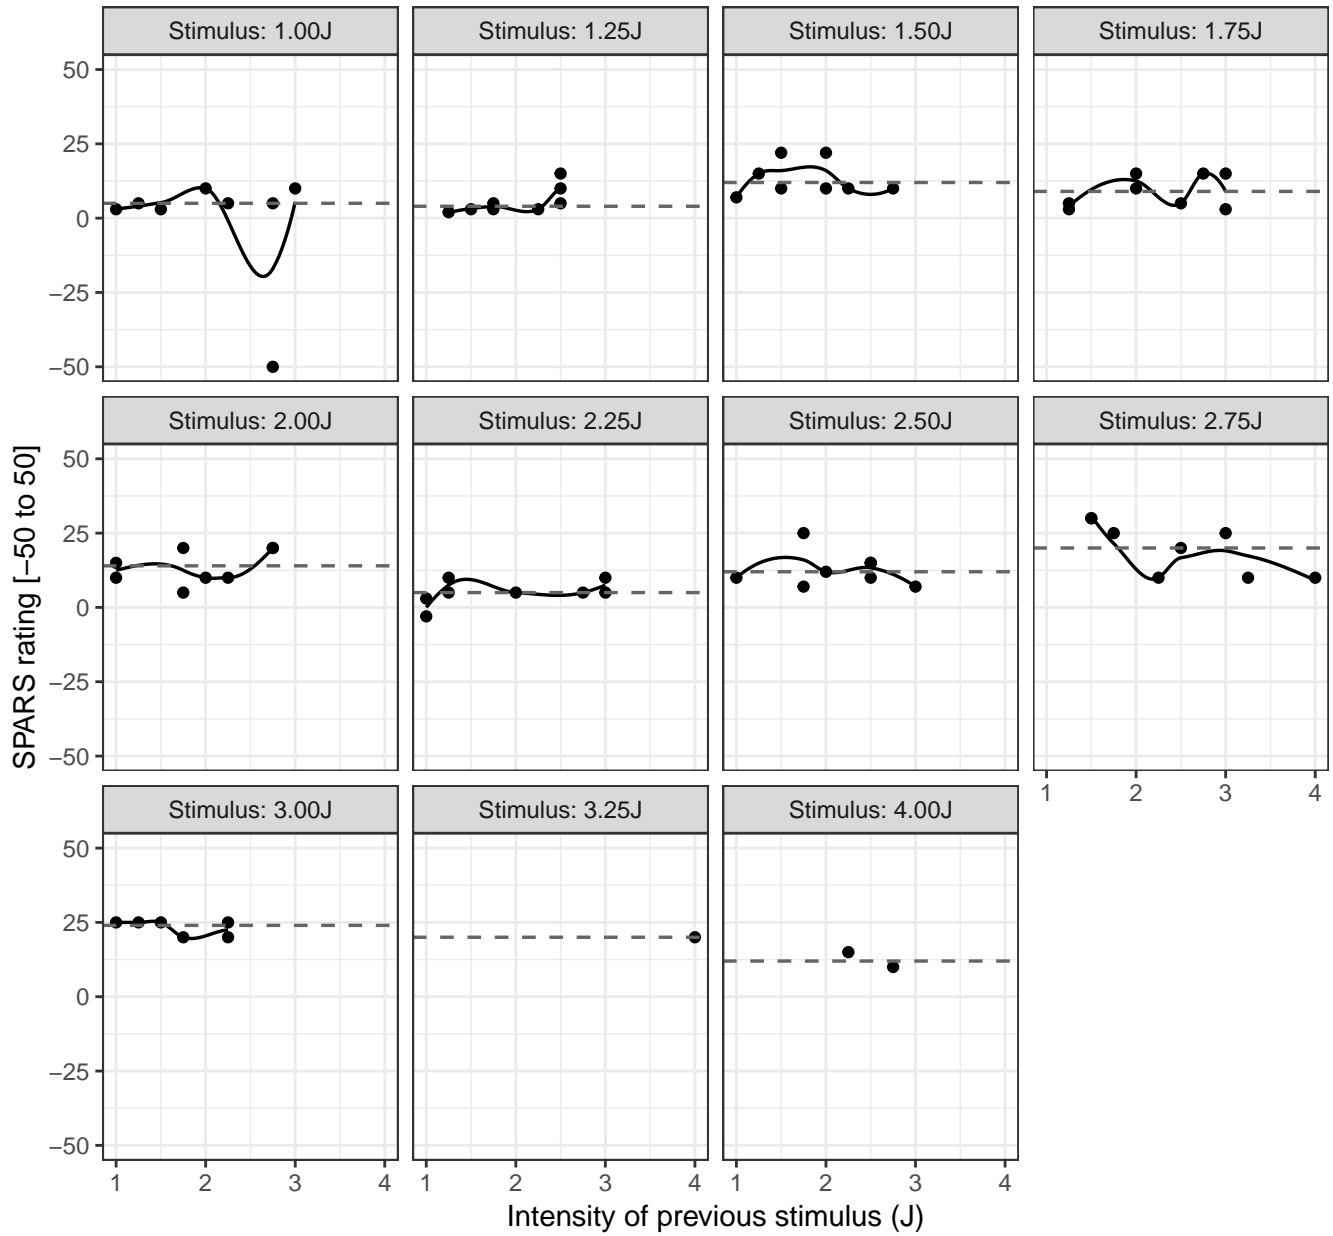 Stimulus: 1.00J
Stimulus: 1.25J
Stimulus: 1.50J
Stimulus: 1.75J
50
25
0
−25
−50
Stimulus: 2.00J
Stimulus: 2.25J
Stimulus: 2.50J
Stimulus: 2.75J
50
25
0
−25
−50
1 2 3 4
Stimulus: 3.00J
Stimulus: 3.25J
Stimulus: 4.00J
50
25
0
−25
−50
1 2 3 4
1 2 3 4
1 2 3 4
SPARS rating [−50 to 50]
Intensity of previous stimulus (J)